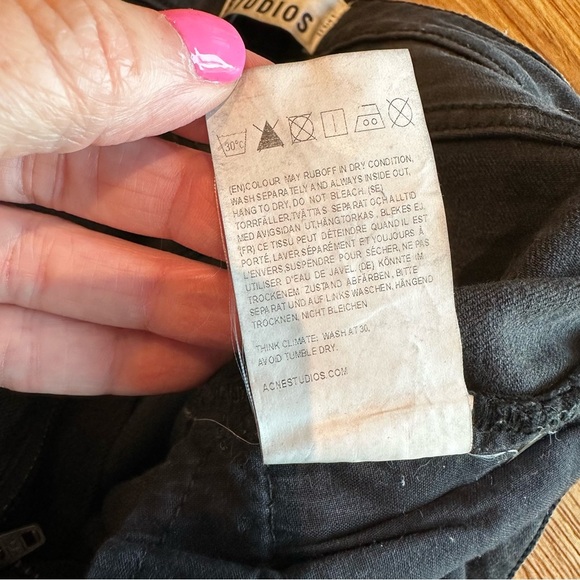 STUDIOS
30°C
(EN)COLOUR MAY RUBOFF IN DRY CONDITION.
WASH SEPARATELY AND ALWAYS INSIDE OUT,
HANG TO DRY, DO NOT BLEACH. (SE)
TORRFÄLLER, TVÄTTAS SEPARAT OCH ALLTID
MED AVIGSIDAN UT, HÄNGTORKAS, BLEKES EJ.
(FR) CE TISSU PEUT DÉTEINDRE QUAND IL EST
PORTÉ, LAVER SÉPARÉMENT ET TOUJOURS À
L'ENVERS, SUSPENDRE POUR SÉCHER, NE PAS
UTILISER D'EAU DE JAVEL. (DE) KÖNNTE IM
TROCKENEM ZUSTAND ABFÄRBEN, BITTE
SEPARAT UND AUF LINKS WASCHEN, HÄNGEND
TROCKNEN, NICHT BLEICHEN
THINK CLIMATE; WASH AT 30,
AVOID TUMBLE DRY.
ACNESTUDIOS.COM